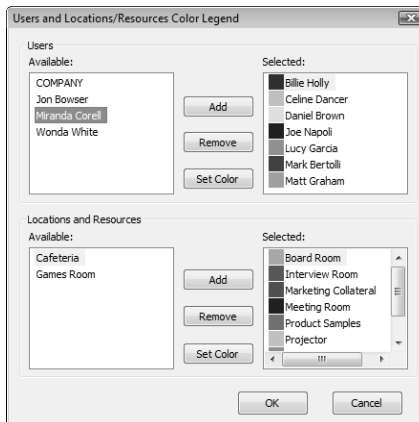 Users and Locations/Resources Color Legend
Users
Available:
Selected:
COMPANY
Jon Bowser
Miranda Corell
Wonda White
Add
Remove
Set Color
Billie Holly
Celine Dancer
Daniel Brown
Joe Napoli
Lucy Garcia
Mark Bertolli
Matt Graham
Locations and Resources
Available:
Selected:
Cafeteria
Games Room
Add
Remove
Set Color
Board Room
Interview Room
Marketing Collateral
Meeting Room
Product Samples
Projector
OK
Cancel